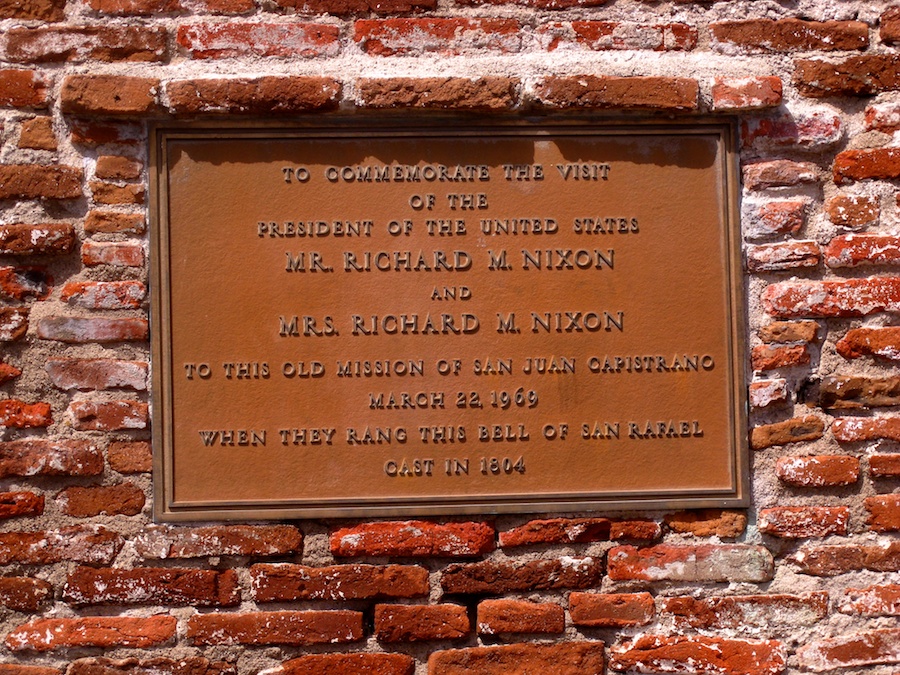 TO COMMEMORATE THE VISIT
OF THE
PRESIDENT OF THE UNITED STATES
MR. RICHARD M. NIXON
AND
MRS. RICHARD M. NIXON
TO THIS OLD MISSION OF SAN JUAN CAPISTRANO
MARCH 22, 1969
WHEN THEY RANG THIS BELL OF SAN RAFAEL
CAST IN 1804